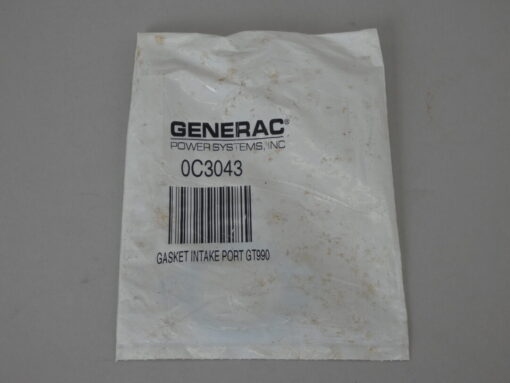 GENERAC®
POWER SYSTEMS, INC
0C3043
GASKET INTAKE PORT GT990